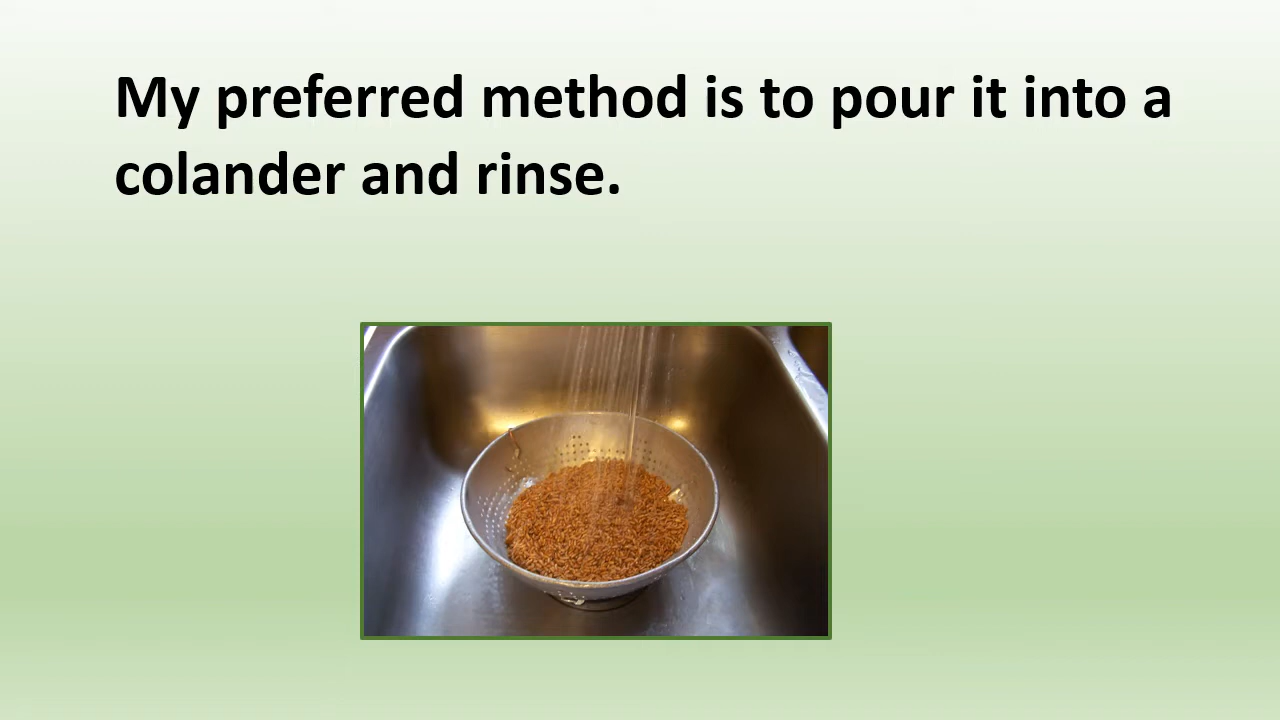 My preferred method is to pour it into a
colander and rinse.